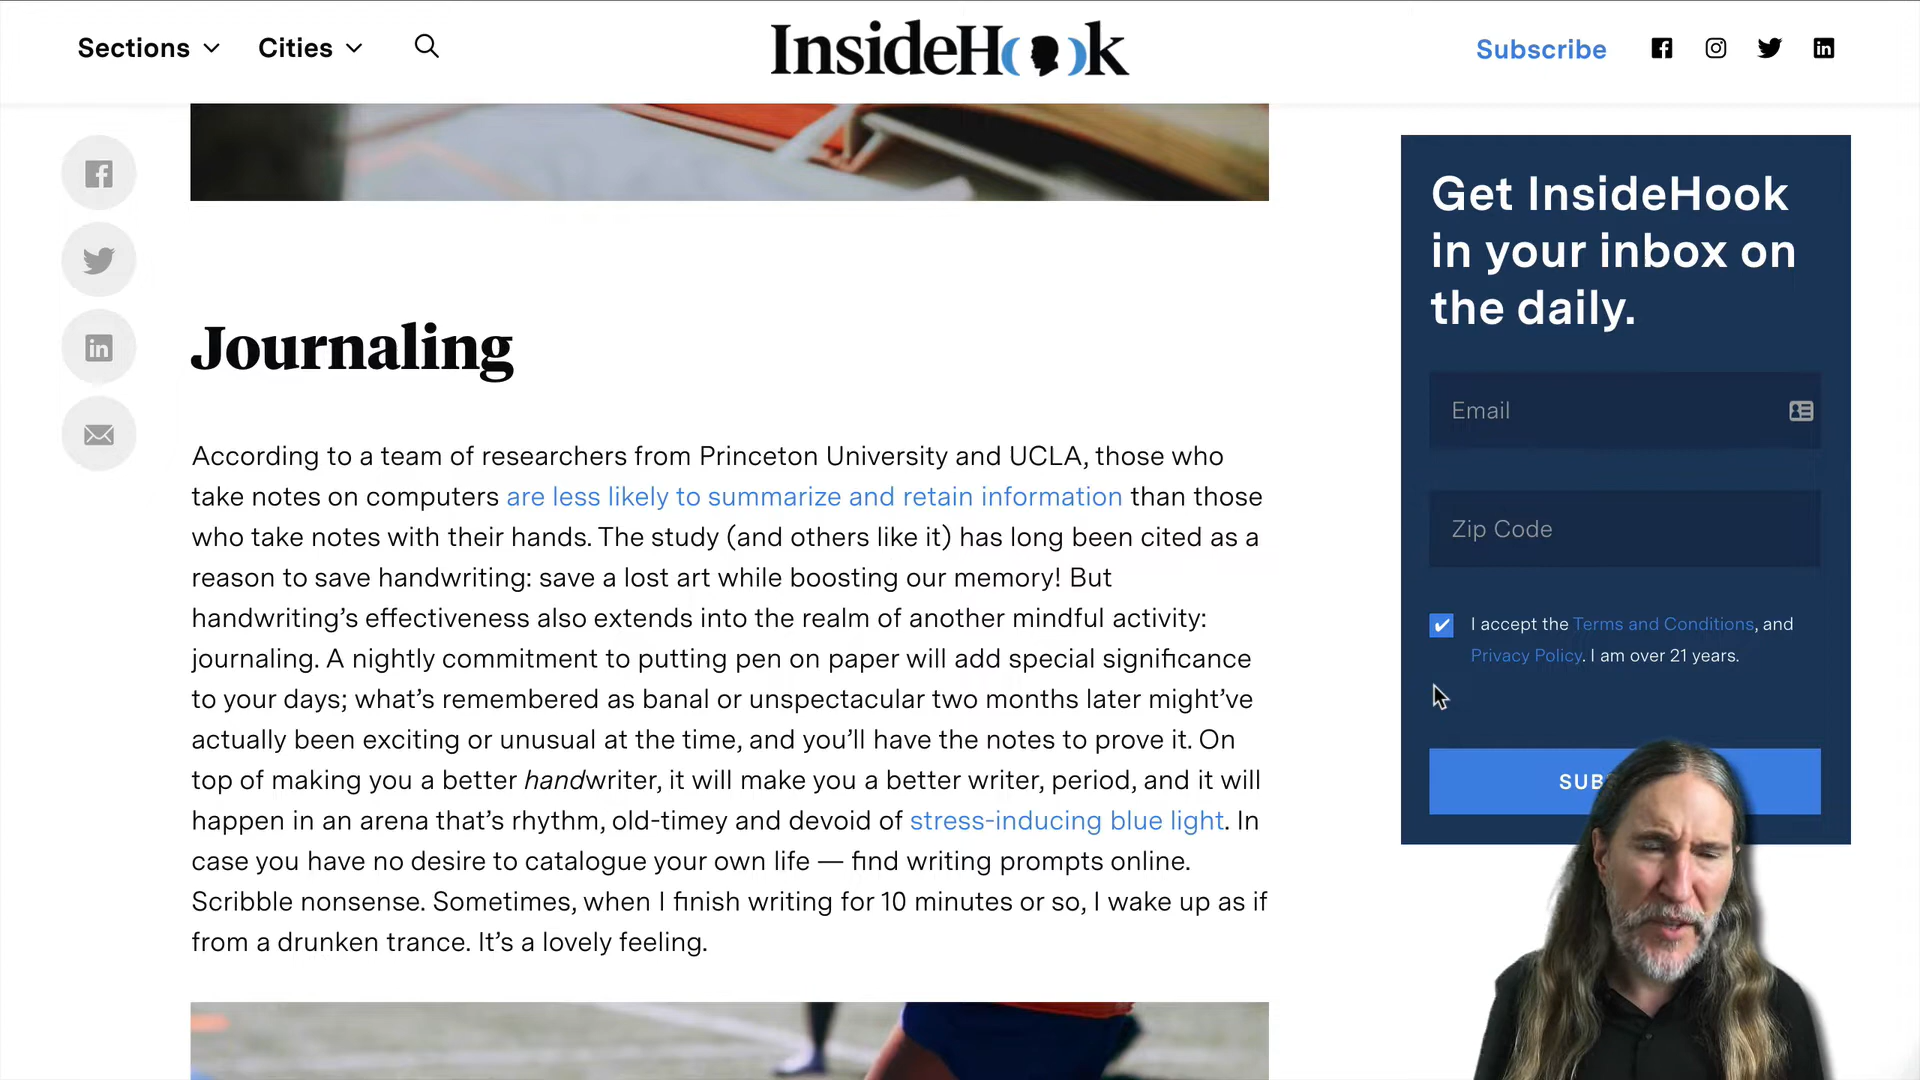 Sections
Cities
InsideHook
Subscribe
Journaling
According to a team of researchers from Princeton University and UCLA, those who
take notes on computers are less likely to summarize and retain information than those
who take notes with their hands. The study (and others like it) has long been cited as a
reason to save handwriting: save a lost art while boosting our memory! But
handwriting’s effectiveness also extends into the realm of another mindful activity:
journaling. A nightly commitment to putting pen on paper will add special significance
to your days; what’s remembered as banal or unspectacular two months later might’ve
actually been exciting or unusual at the time, and you’ll have the notes to prove it. On
top of making you a better handwriter, it will make you a better writer, period, and it will
happen in an arena that’s rhythm, old-timey and devoid of stress-inducing blue light. In
case you have no desire to catalogue your own life — find writing prompts online.
Scribble nonsense. Sometimes, when I finish writing for 10 minutes or so, I wake up as if
from a drunken trance. It’s a lovely feeling.
Get InsideHook
in your inbox on
the daily.
Email
Zip Code
I accept the Terms and Conditions, and
Privacy Policy. I am over 21 years.